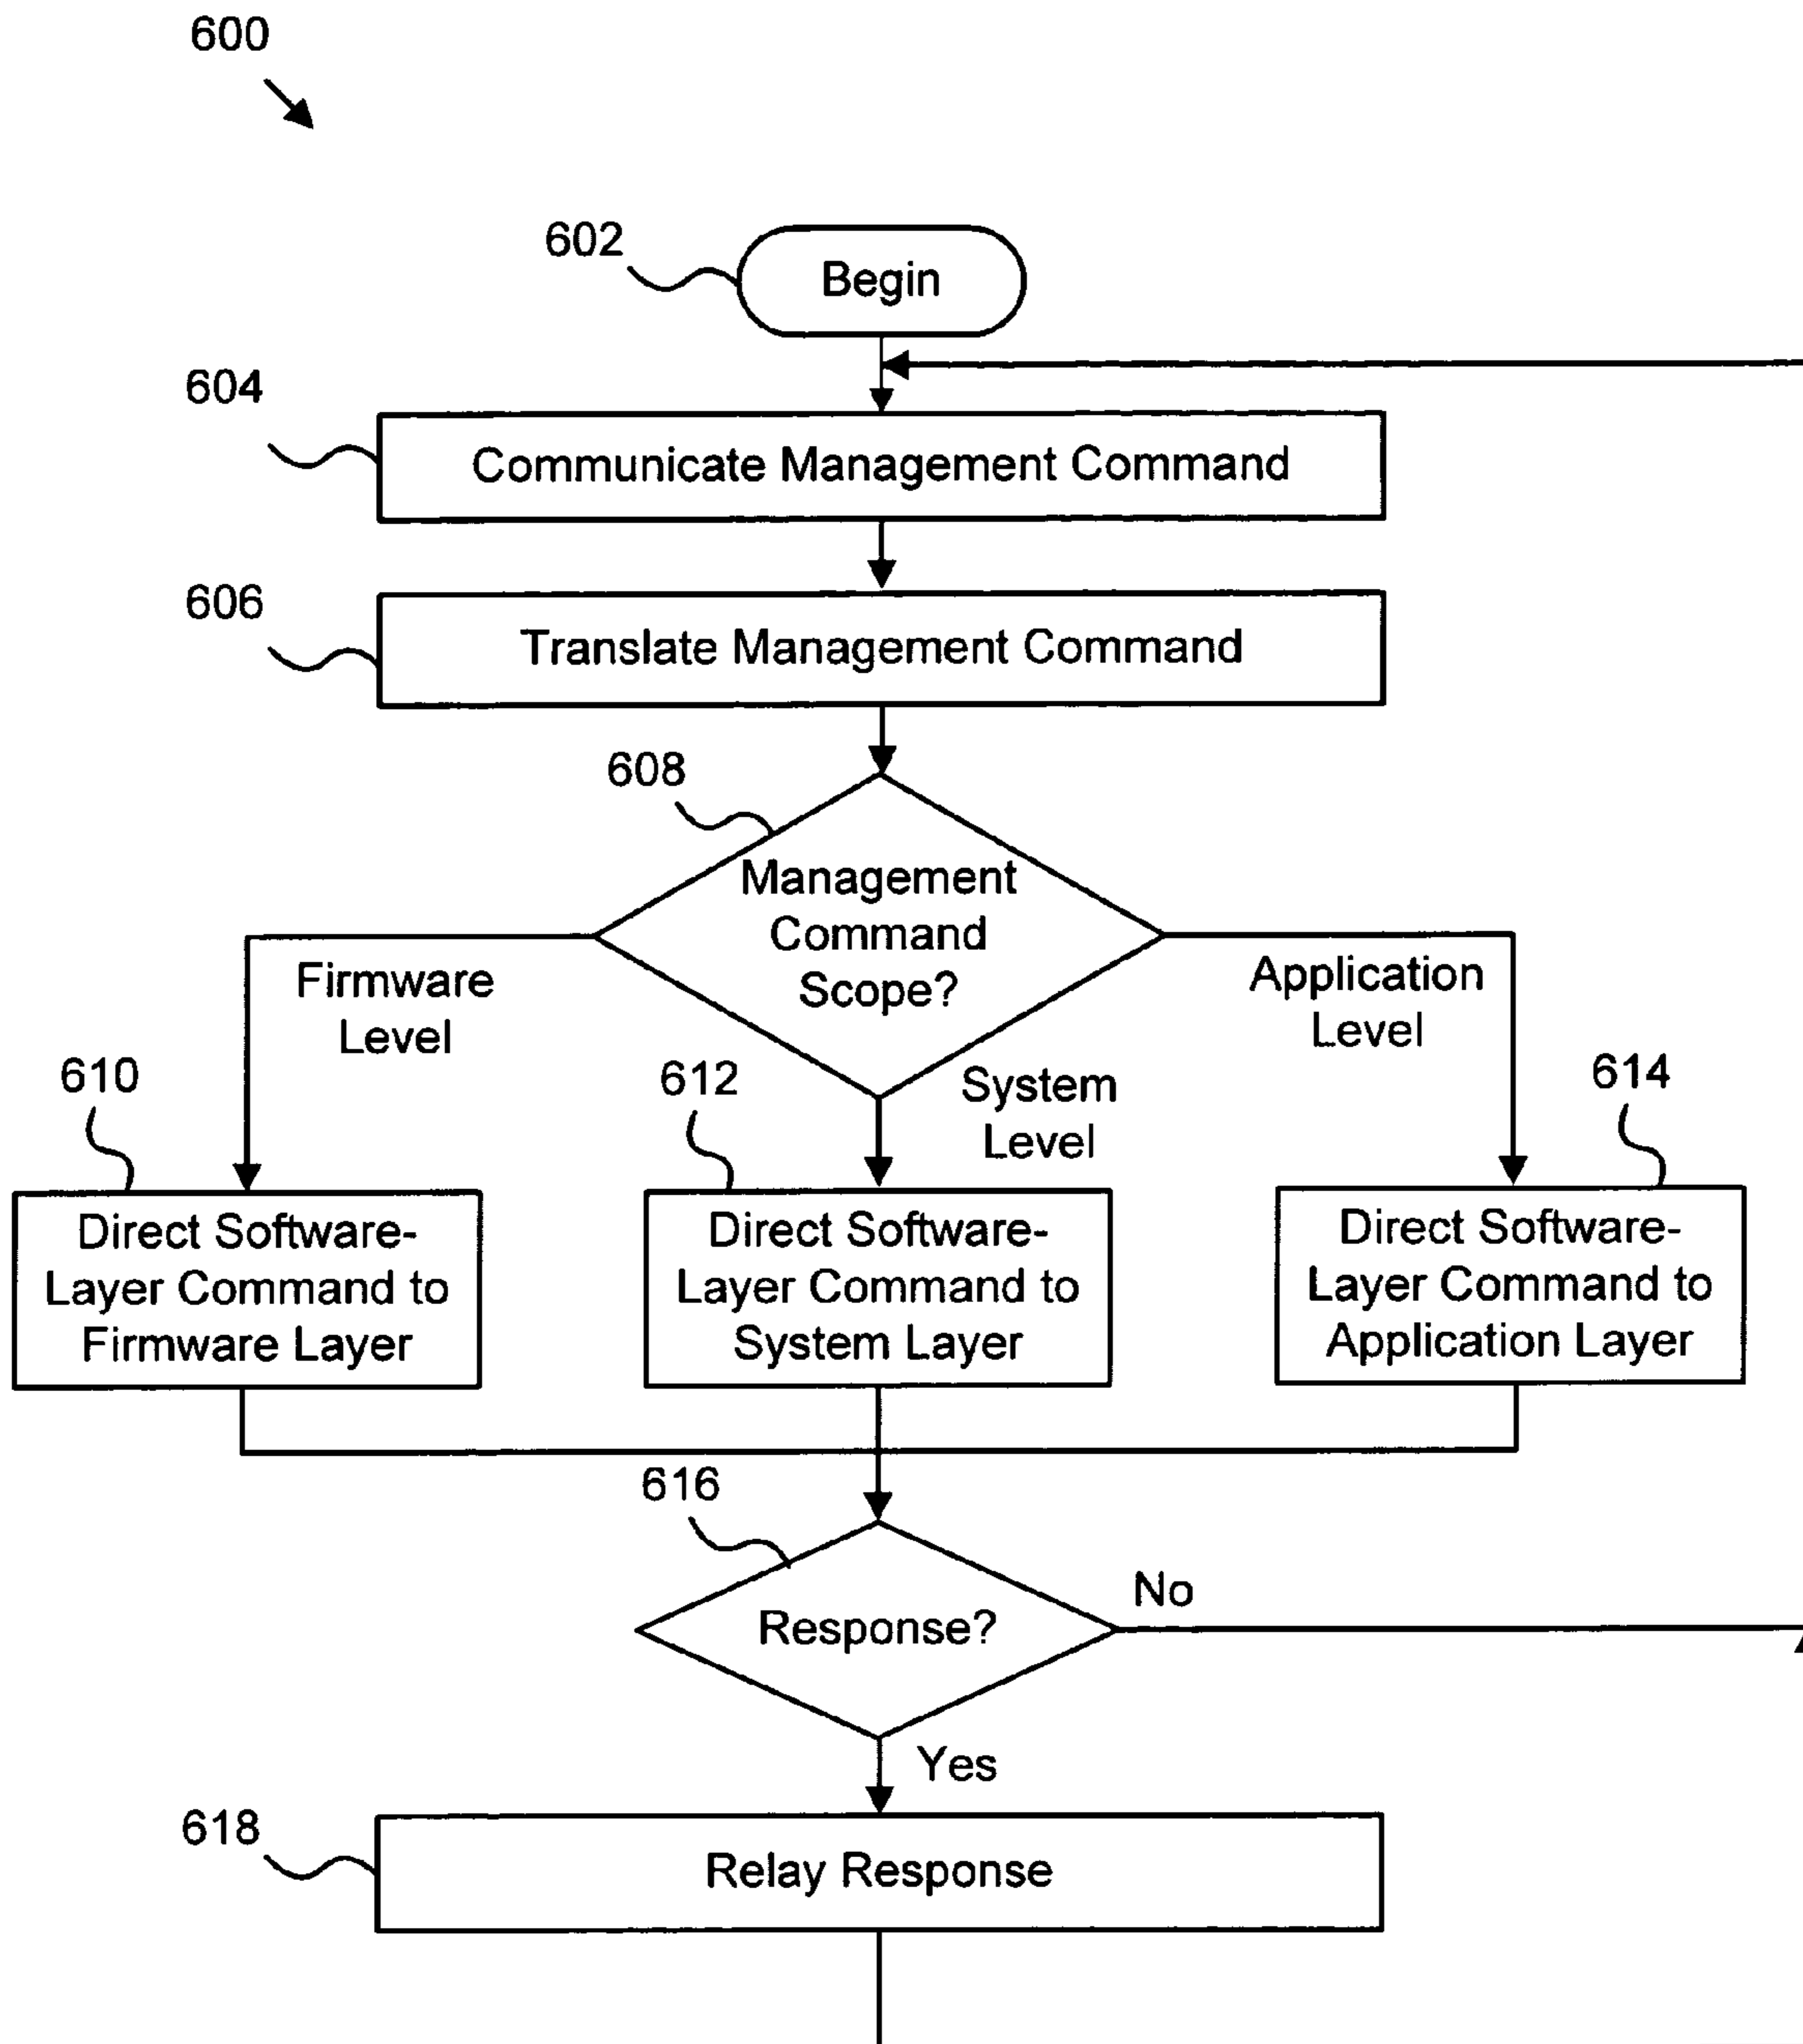 600
602
Begin
604
Communicate Management Command
606
Translate Management Command
608
Management
Command
Scope?
Firmware
Level
Application
Level
System
Level
610
612
614
Direct Software-
Layer Command to
Firmware Layer
Direct Software-
Layer Command to
System Layer
Direct Software-
Layer Command to
Application Layer
616
Response?
No
Yes
618
Relay Response